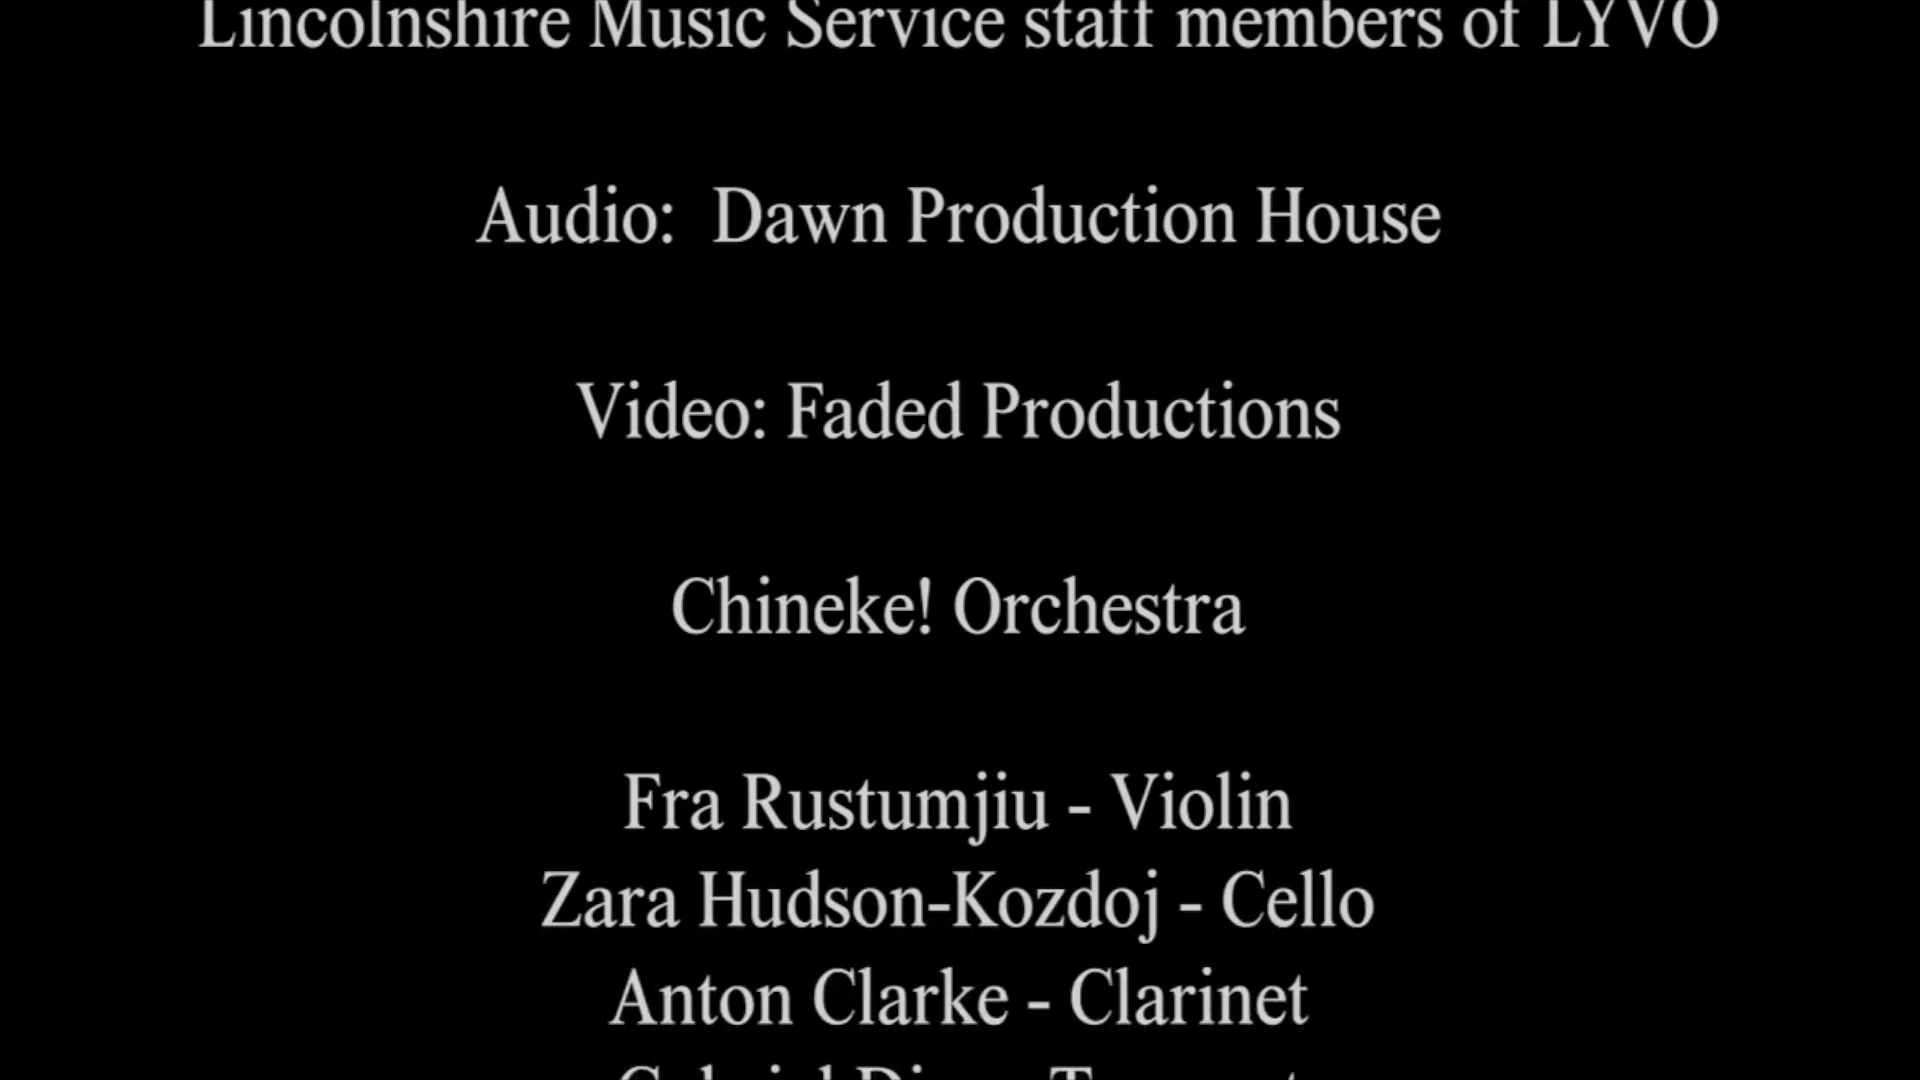 Lincolnshire Music Service staff members of LYVO
Audio:  Dawn Production House
Video: Faded Productions
Chineke! Orchestra
Fra Rustumjiu - Violin
Zara Hudson-Kozdoj - Cello
Anton Clarke - Clarinet